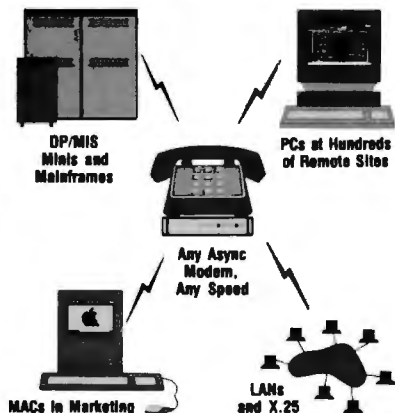 DP/MIS
Minis and
Mainframes
PCs at Hundreds
of Remote Sites
Any Async
Modem,
Any Speed
MACs in Marketing
LANs
and X.25